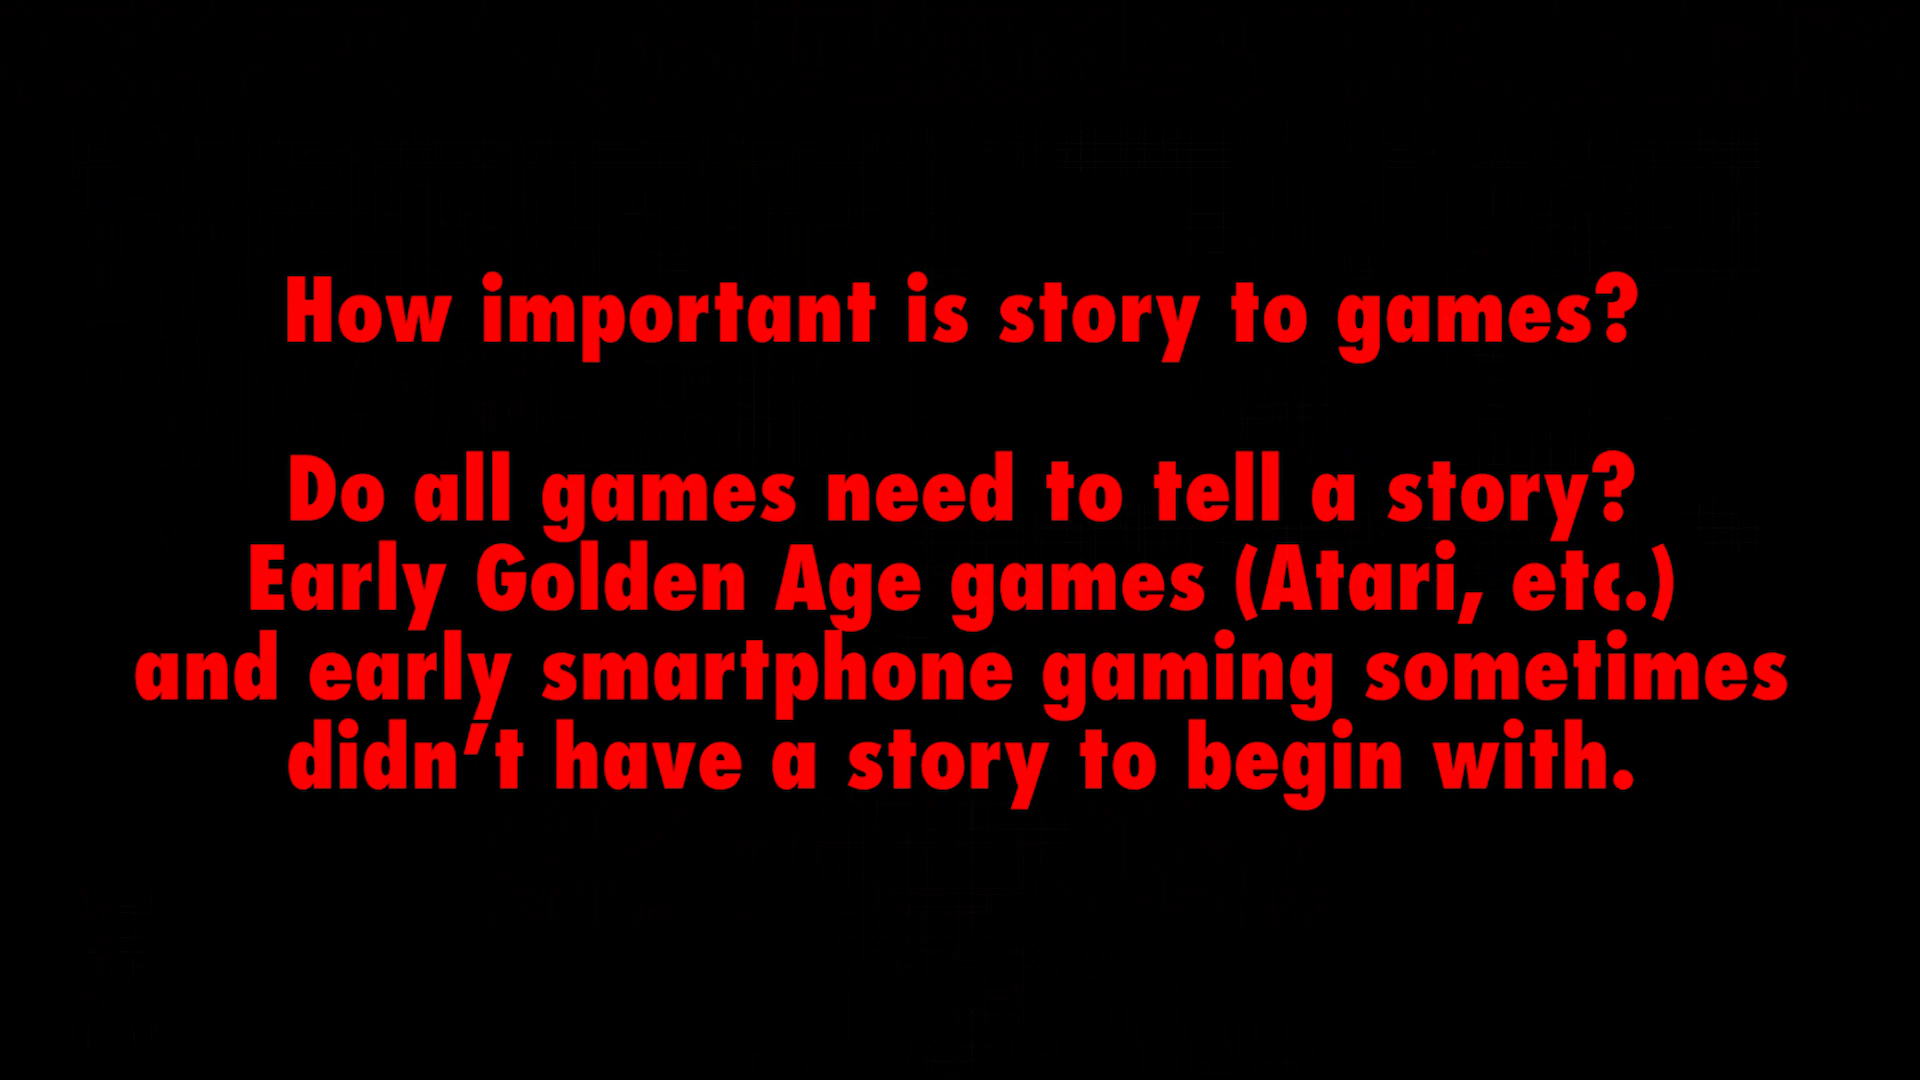 How important is story to games?
Do all games need to tell a story?
Early Golden Age games (Atari, etc.)
and early smartphone gaming sometimes
didn’t have a story to begin with.